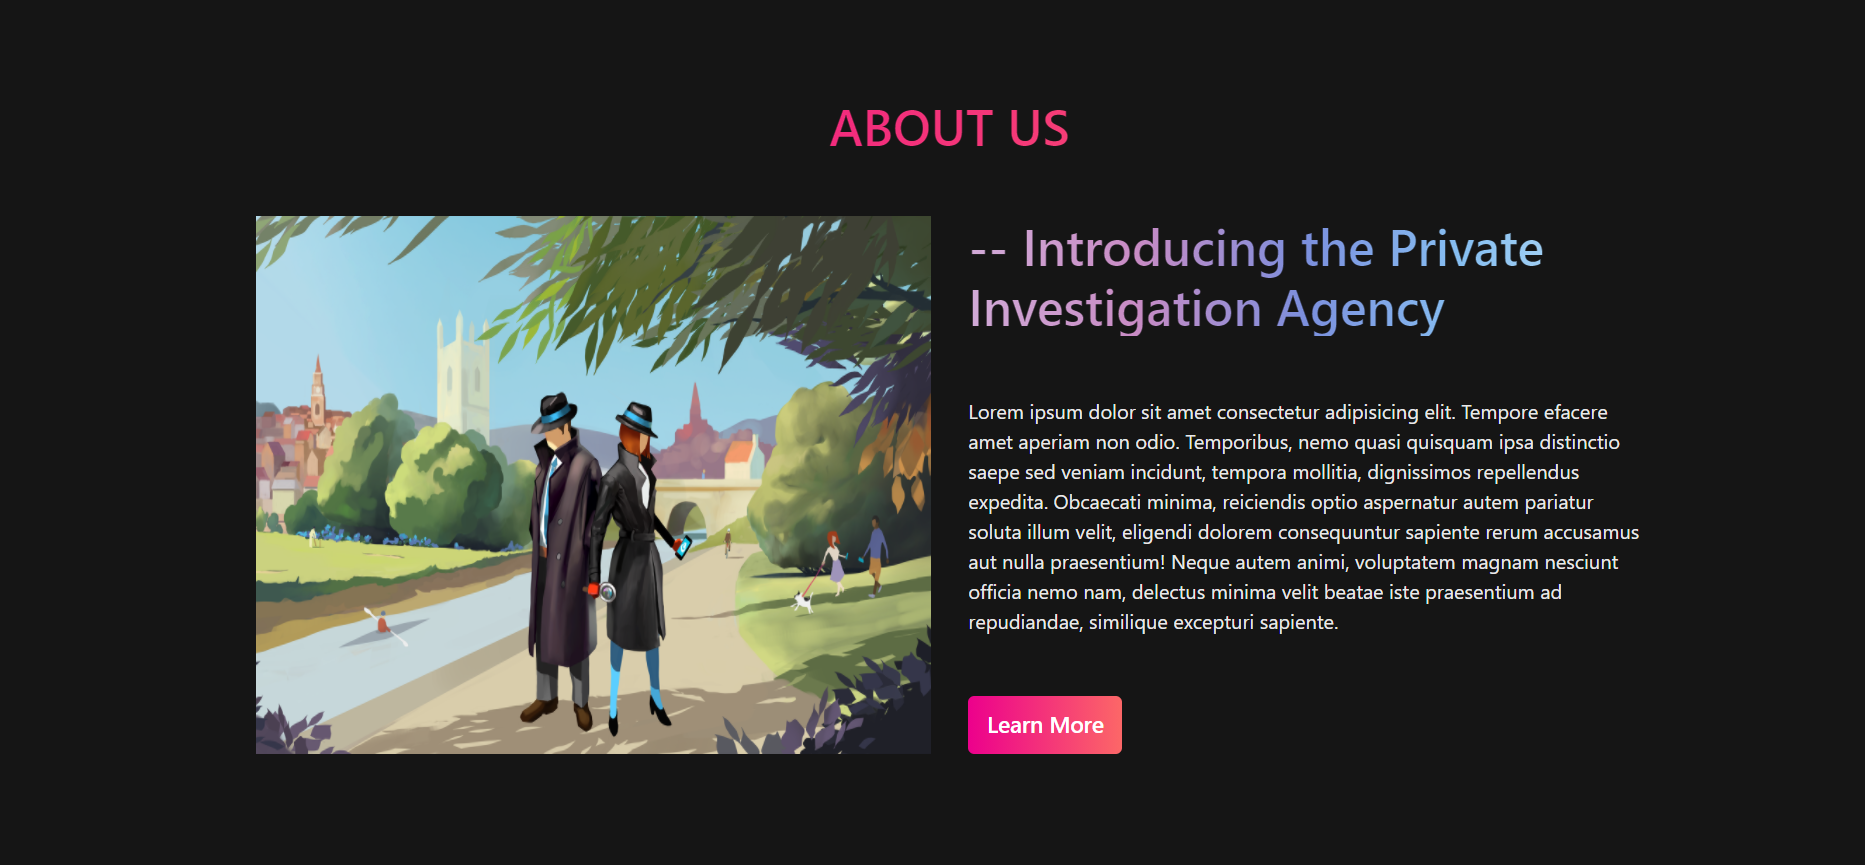 ABOUT US
-- Introducing the Private
Investigation Agency
Lorem ipsum dolor sit amet consectetur adipisicing elit. Tempore efacere
amet aperiam non odio. Temporibus, nemo quasi quisquam ipsa distinctio
saepe sed veniam incidunt, tempora mollitia, dignissimos repellendus
expedita. Obcaecati minima, reiciendis optio aspernatur autem pariatur
soluta illum velit, eligendi dolorem consequuntur sapiente rerum accusamus
aut nulla praesentium! Neque autem animi, voluptatem magnam nesciunt
officia nemo nam, delectus minima velit beatae iste praesentium ad
repudiandae, similique excepturi sapiente.
Learn More